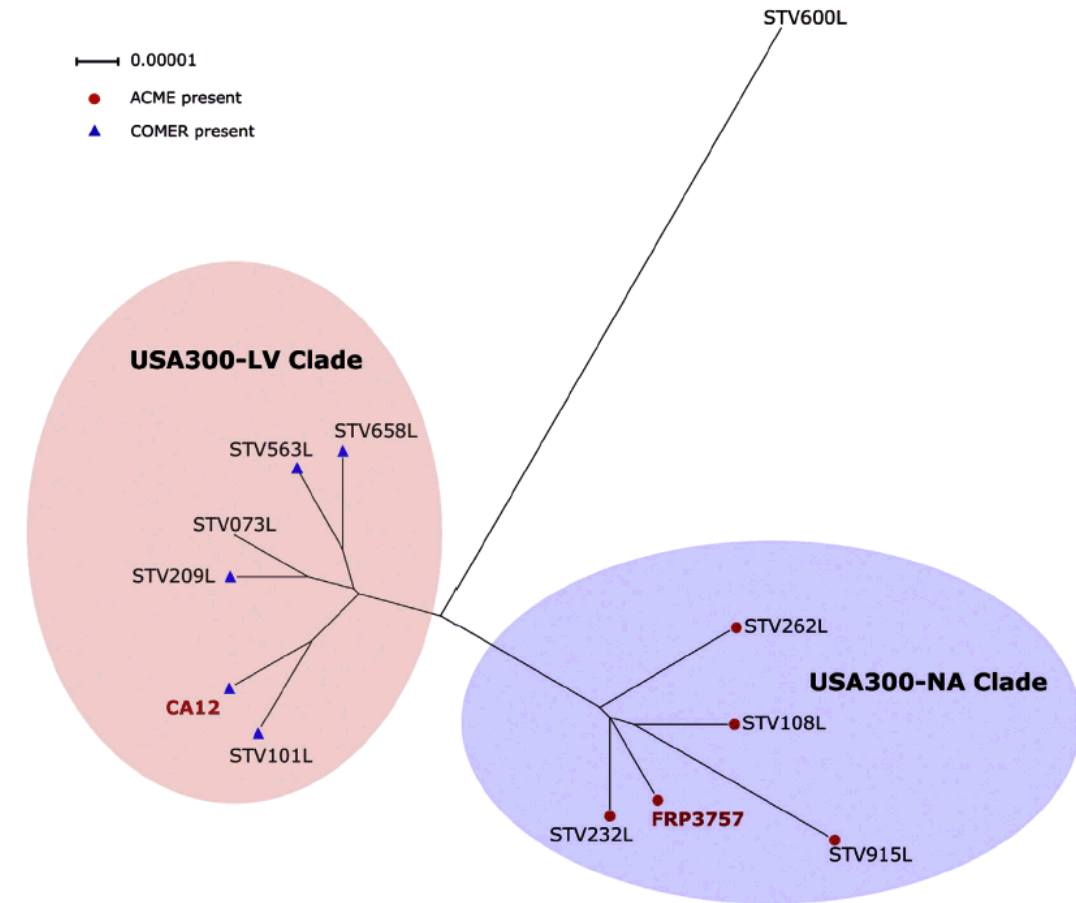 STV600L
0.00001
ACME present
COMER present
USA300-LV Clade
STV658L
STV563L
STV073L
STV209L
CA12
STV101L
STV262L
USA300-NA Clade
STV108L
FRP3757
STV232L
STV915L